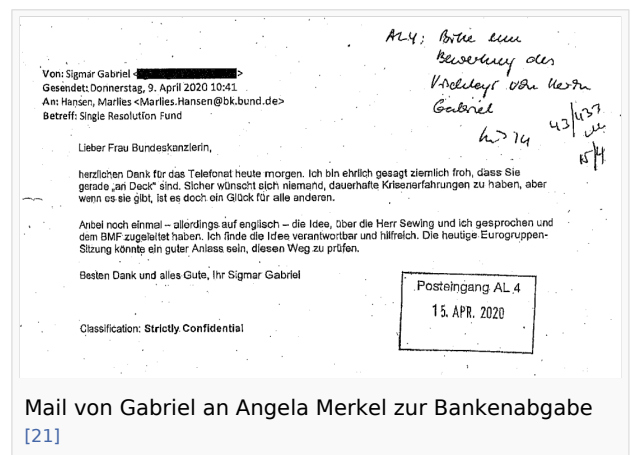 AL4: Bitte um
Bewertung des
Vorschlags von Herrn
Gabriel
43/433
15/4
Von: Sigmar Gabriel < >
Gesendet: Donnerstag, 9. April 2020 10:41
An: Hansen, Marlies <Marlies.Hansen@bk.bund.de>
Betreff: Single Resolution Fund
Lieber Frau Bundeskanzlerin,
herzlichen Dank für das Telefonat heute morgen. Ich bin ehrlich gesagt ziemlich froh, dass Sie
gerade „an Deck" sind. Sicher wünscht sich niemand, dauerhafte Krisenerfahrungen zu haben, aber
wenn es sie gibt, ist es doch ein Glück für alle anderen.
Anbei noch einmal – allerdings auf englisch – die Idee, über die Herr Sewing und ich gesprochen und
dem BMF zugeleitet haben. Ich finde die Idee verantwortbar und hilfreich. Die heutige Eurogruppen-
Sitzung könnte ein guter Anlass sein, diesen Weg zu prüfen.
Besten Dank und alles Gute, Ihr Sigmar Gabriel
Posteingang AL 4
15. APR. 2020
Classification: Strictly Confidential
Mail von Gabriel an Angela Merkel zur Bankenabgabe
[21]